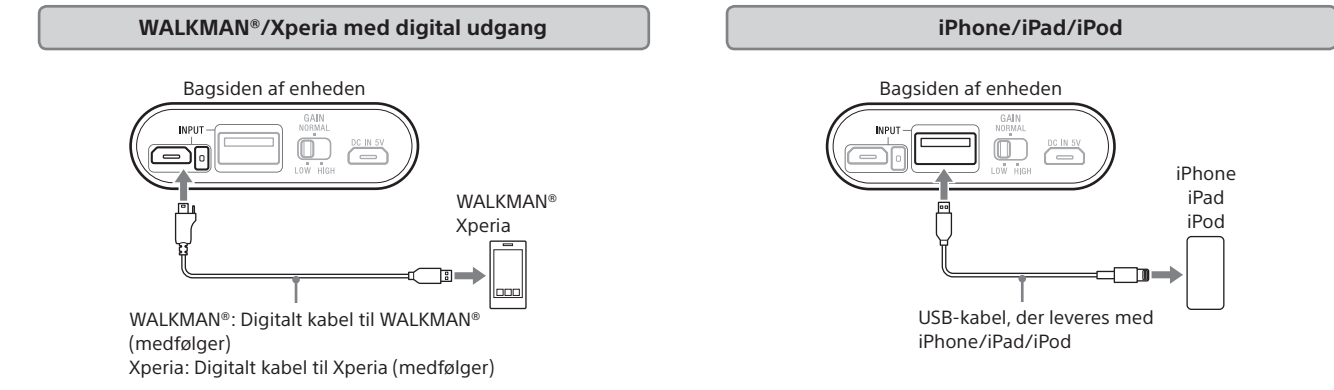 WALKMAN®/Xperia med digital udgang
Bagsiden af enheden
INPUT
GAIN
NORMAL
LOW HIGH
DC IN 5V
WALKMAN®
Xperia
WALKMAN®: Digitalt kabel til WALKMAN®
(medfølger)
Xperia: Digitalt kabel til Xperia (medfølger)
iPhone/iPad/iPod
Bagsiden af enheden
INPUT
GAIN
NORMAL
LOW HIGH
DC IN 5V
iPhone
iPad
iPod
USB-kabel, der leveres med
iPhone/iPad/iPod